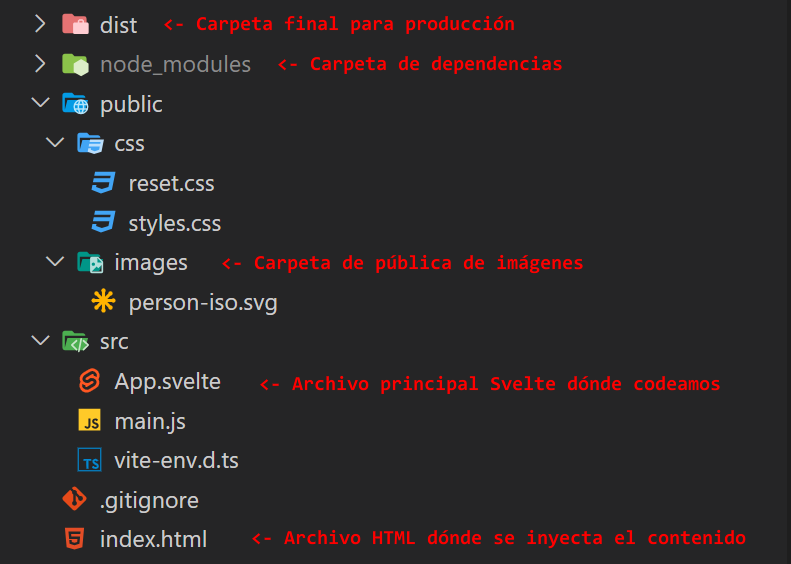 dist <- Carpeta final para producción
node_modules <- Carpeta de dependencias
public
css
reset.css
styles.css
images <- Carpeta de pública de imágenes
person-iso.svg
src
App.svelte <- Archivo principal Svelte dónde codeamos
JS main.js
TS vite-env.d.ts
.gitignore
index.html <- Archivo HTML dónde se inyecta el contenido